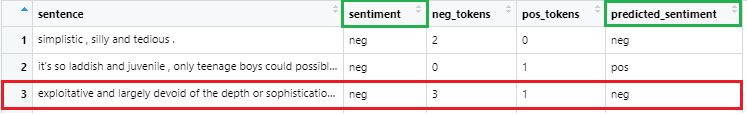 sentence sentiment neg_tokens pos_tokens predicted_sentiment
1 simplistic , silly and tedious . neg 2 0 neg
2 it's so laddish and juvenile , only teenage boys could possibl... neg 0 1 pos
3 exploitative and largely devoid of the depth or sophisticatio... neg 3 1 neg